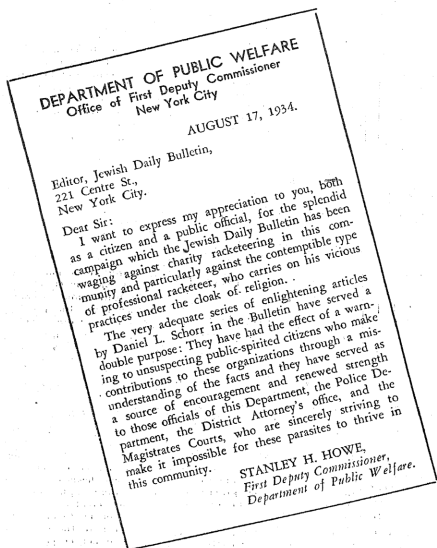 DEPARTMENT OF PUBLIC WELFARE
Office of First Deputy Commissioner
New York City
AUGUST 17, 1934.
Editor, Jewish Daily Bulletin,
221 Centre St.,
New York City.
Dear Sir:
I want to express my appreciation to you, both
as a citizen and a public official, for the splendid
campaign which the Jewish Daily Bulletin has been
waging against charity racketeering in this com-
munity and particularly against the contemptible type
of professional racketeer, who carries on his vicious
practices under the cloak of religion.
The very adequate series of enlightening articles
by Daniel L. Schorr in the Bulletin have served a
double purpose: They have had the effect of a warn-
ing to unsuspecting public-spirited citizens who make
contributions to these organizations through a mis-
understanding of the facts and they have served as
a source of encouragement and renewed strength
to those officials of this Department, the Police De-
partment, the District Attorney's office, and the
Magistrates Courts, who are sincerely striving to
make it impossible for these parasites to thrive in
this community.
STANLEY H. HOWE,
First Deputy Commissioner,
Department of Public Welfare.